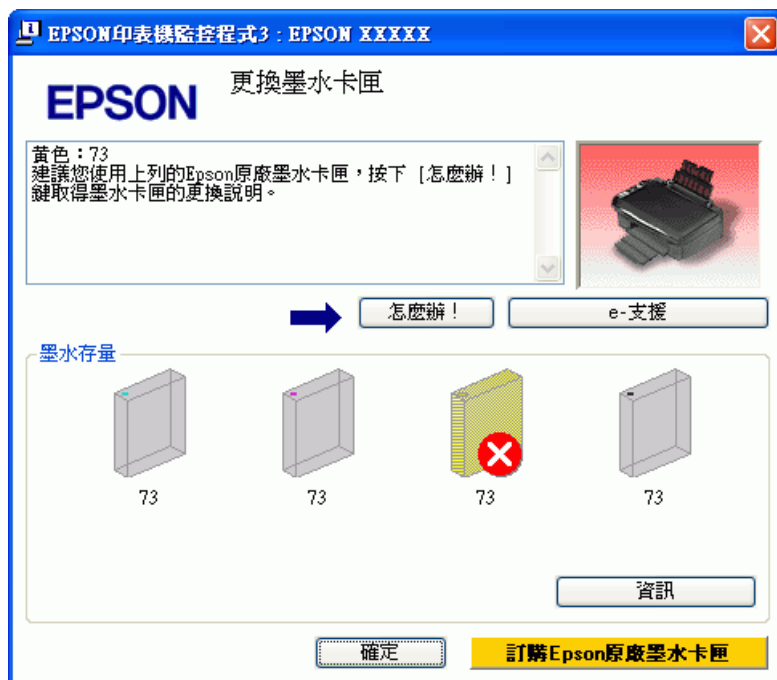 EPSON印表機監控程式3 : EPSON XXXXX
EPSON
更換墨水卡匣
黃色：73
建議您使用上列的Epson原廠墨水卡匣，按下 [怎麼辦！]
鍵取得墨水卡匣的更換說明。
怎麼辦！
e-支援
墨水存量
73
73
73
73
資訊
確定
訂購Epson原廠墨水卡匣